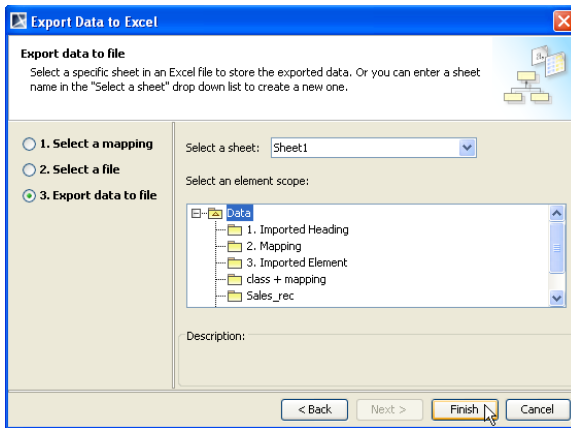 Export Data to Excel
Export data to file
Select a specific sheet in an Excel file to store the exported data. Or you can enter a sheet
name in the "Select a sheet" drop down list to create a new one.
1. Select a mapping
2. Select a file
3. Export data to file
Select a sheet: Sheet1
Select an element scope:
Data
1. Imported Heading
2. Mapping
3. Imported Element
class + mapping
Sales_rec
Description:
< Back Next > Finish Cancel